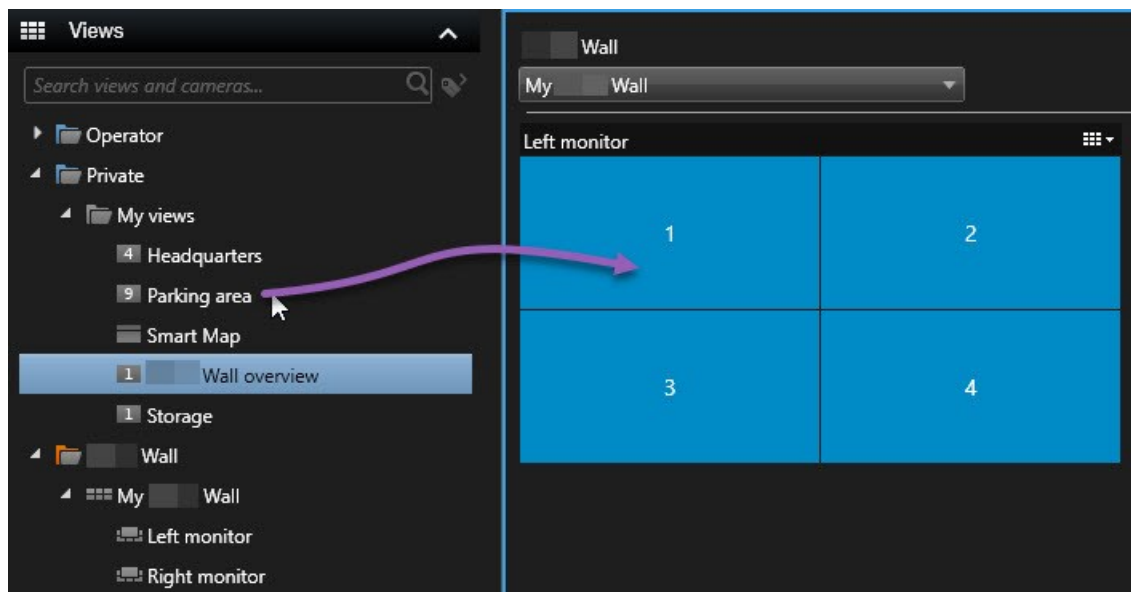 Views
Search views and cameras...
Operator
Private
My views
4 Headquarters
9 Parking area
Smart Map
1 Wall overview
1 Storage
Wall
My Wall
Left monitor
Right monitor
Wall
My Wall
Left monitor
1 2
3 4